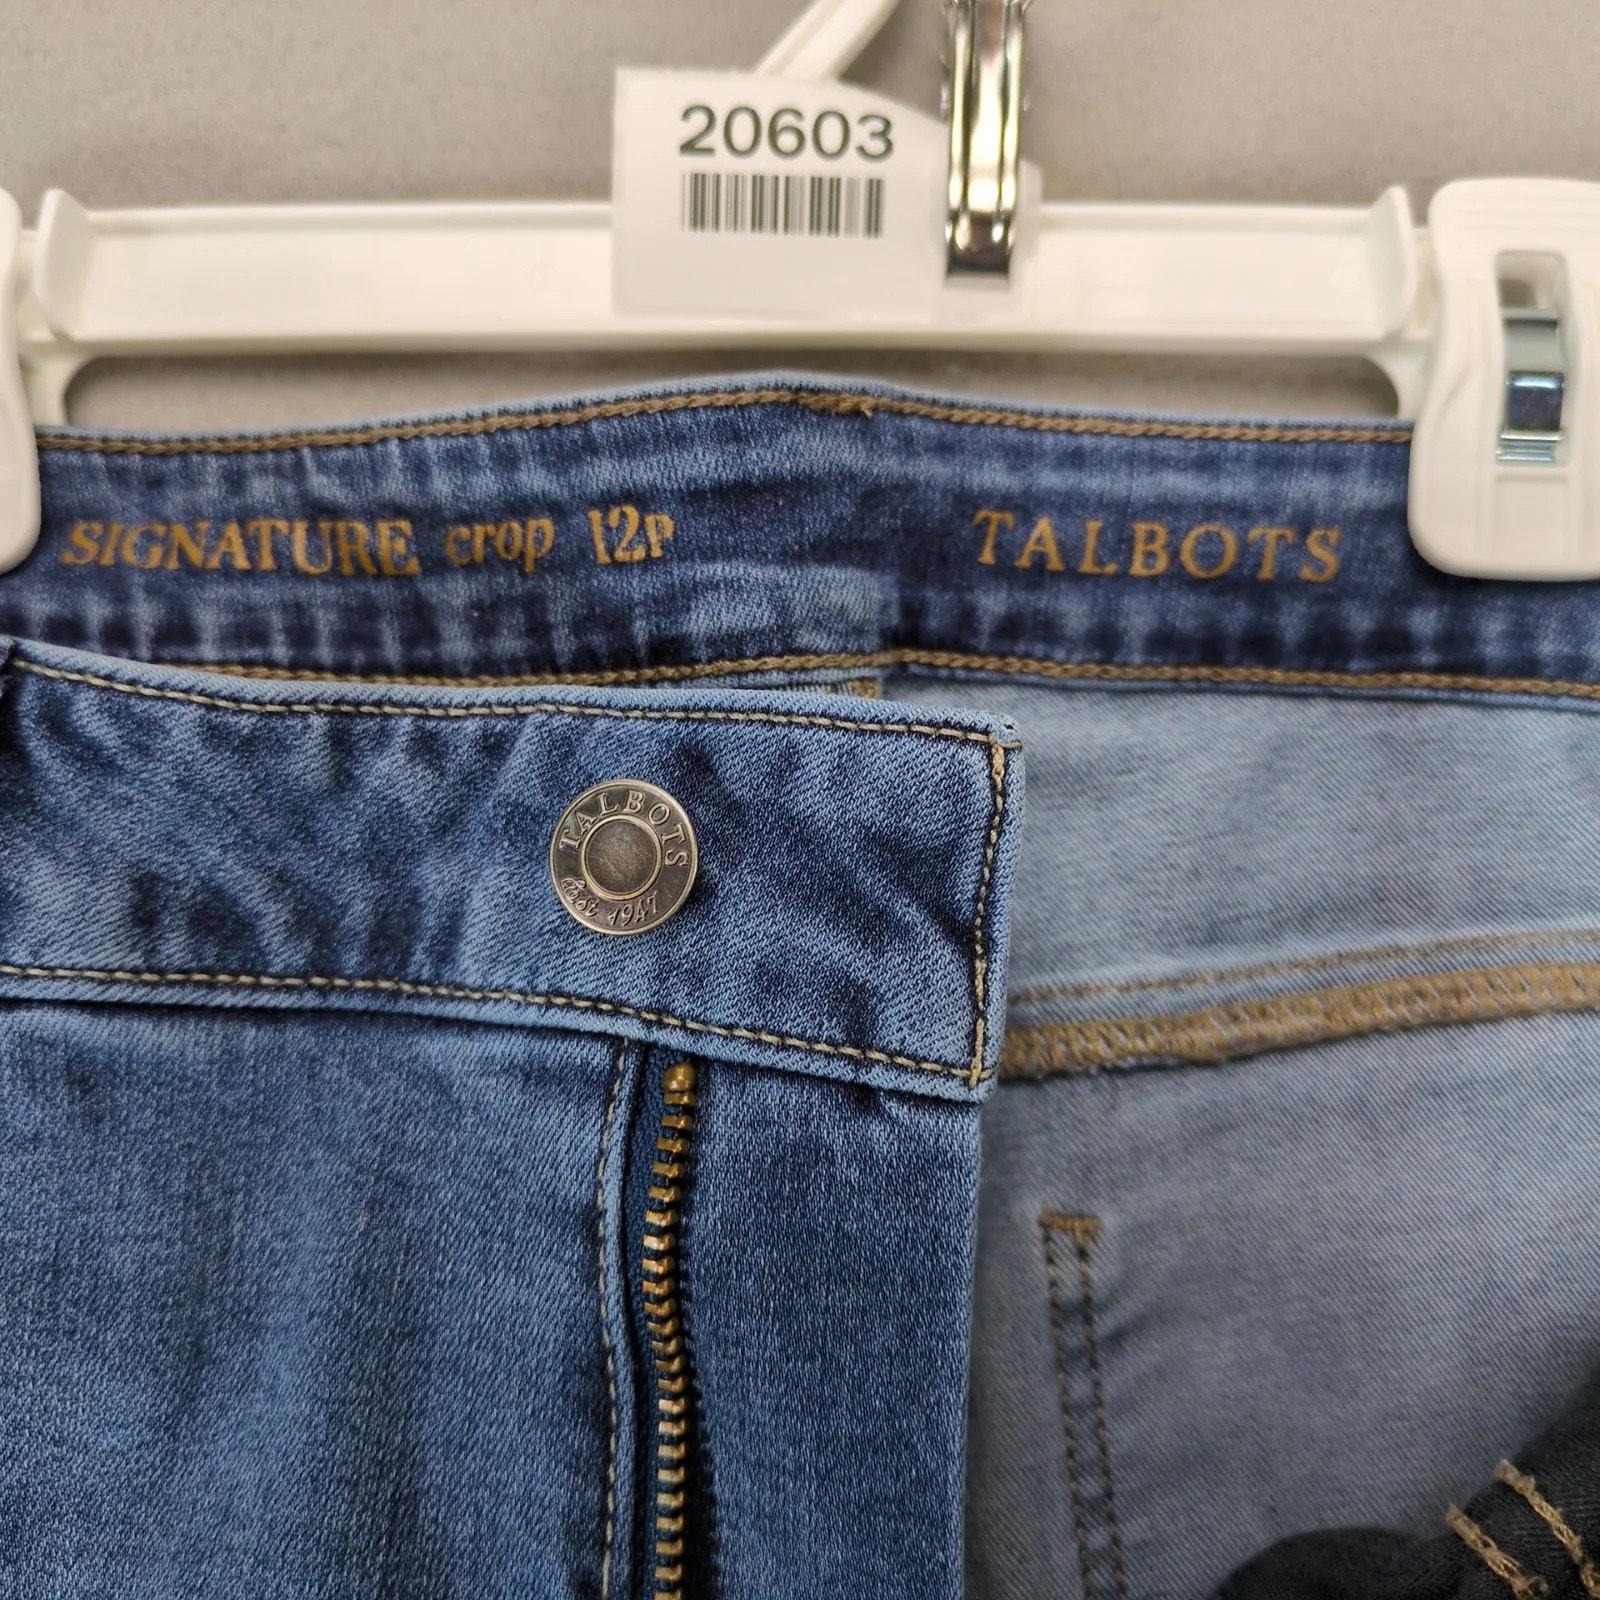 20603
SIGNATURE crop 12P
TALBOTS
TALBOTS
Est 1947